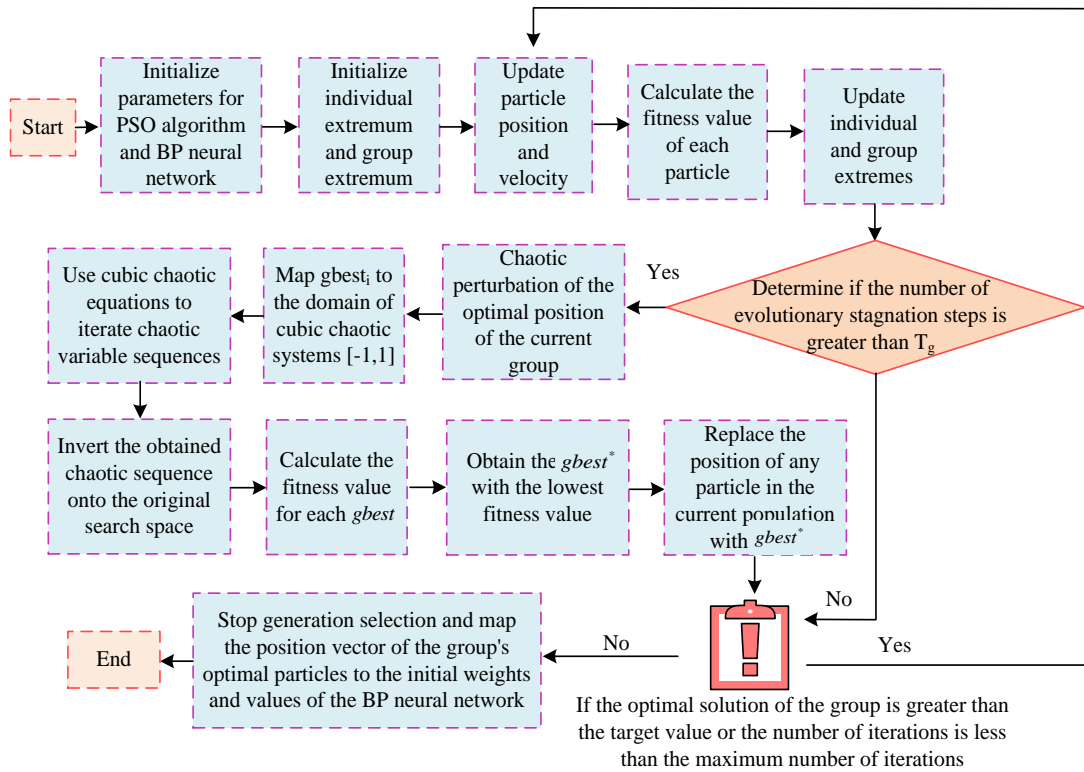 Start
Initialize
parameters for
PSO algorithm
and BP neural
network
Initialize
individual
extremum
and group
extremum
Update
particle
position
and
velocity
Calculate the
fitness value
of each
particle
Update
individual
and group
extremes
Determine if the number of
evolutionary stagnation steps is
greater than Tg
Yes
Chaotic
perturbation of the
optimal position
of the current
group
Map gbesti to
the domain of
cubic chaotic
systems [-1,1]
Use cubic chaotic
equations to
iterate chaotic
variable sequences
Invert the obtained
chaotic sequence
onto the original
search space
Calculate the
fitness value
for each gbest
Obtain the gbest*
with the lowest
fitness value
Replace the
position of any
particle in the
current population
with gbest*
No
Yes
If the optimal solution of the group is greater than
the target value or the number of iterations is less
than the maximum number of iterations
No
Stop generation selection and map
the position vector of the group's
optimal particles to the initial weights
and values of the BP neural network
End